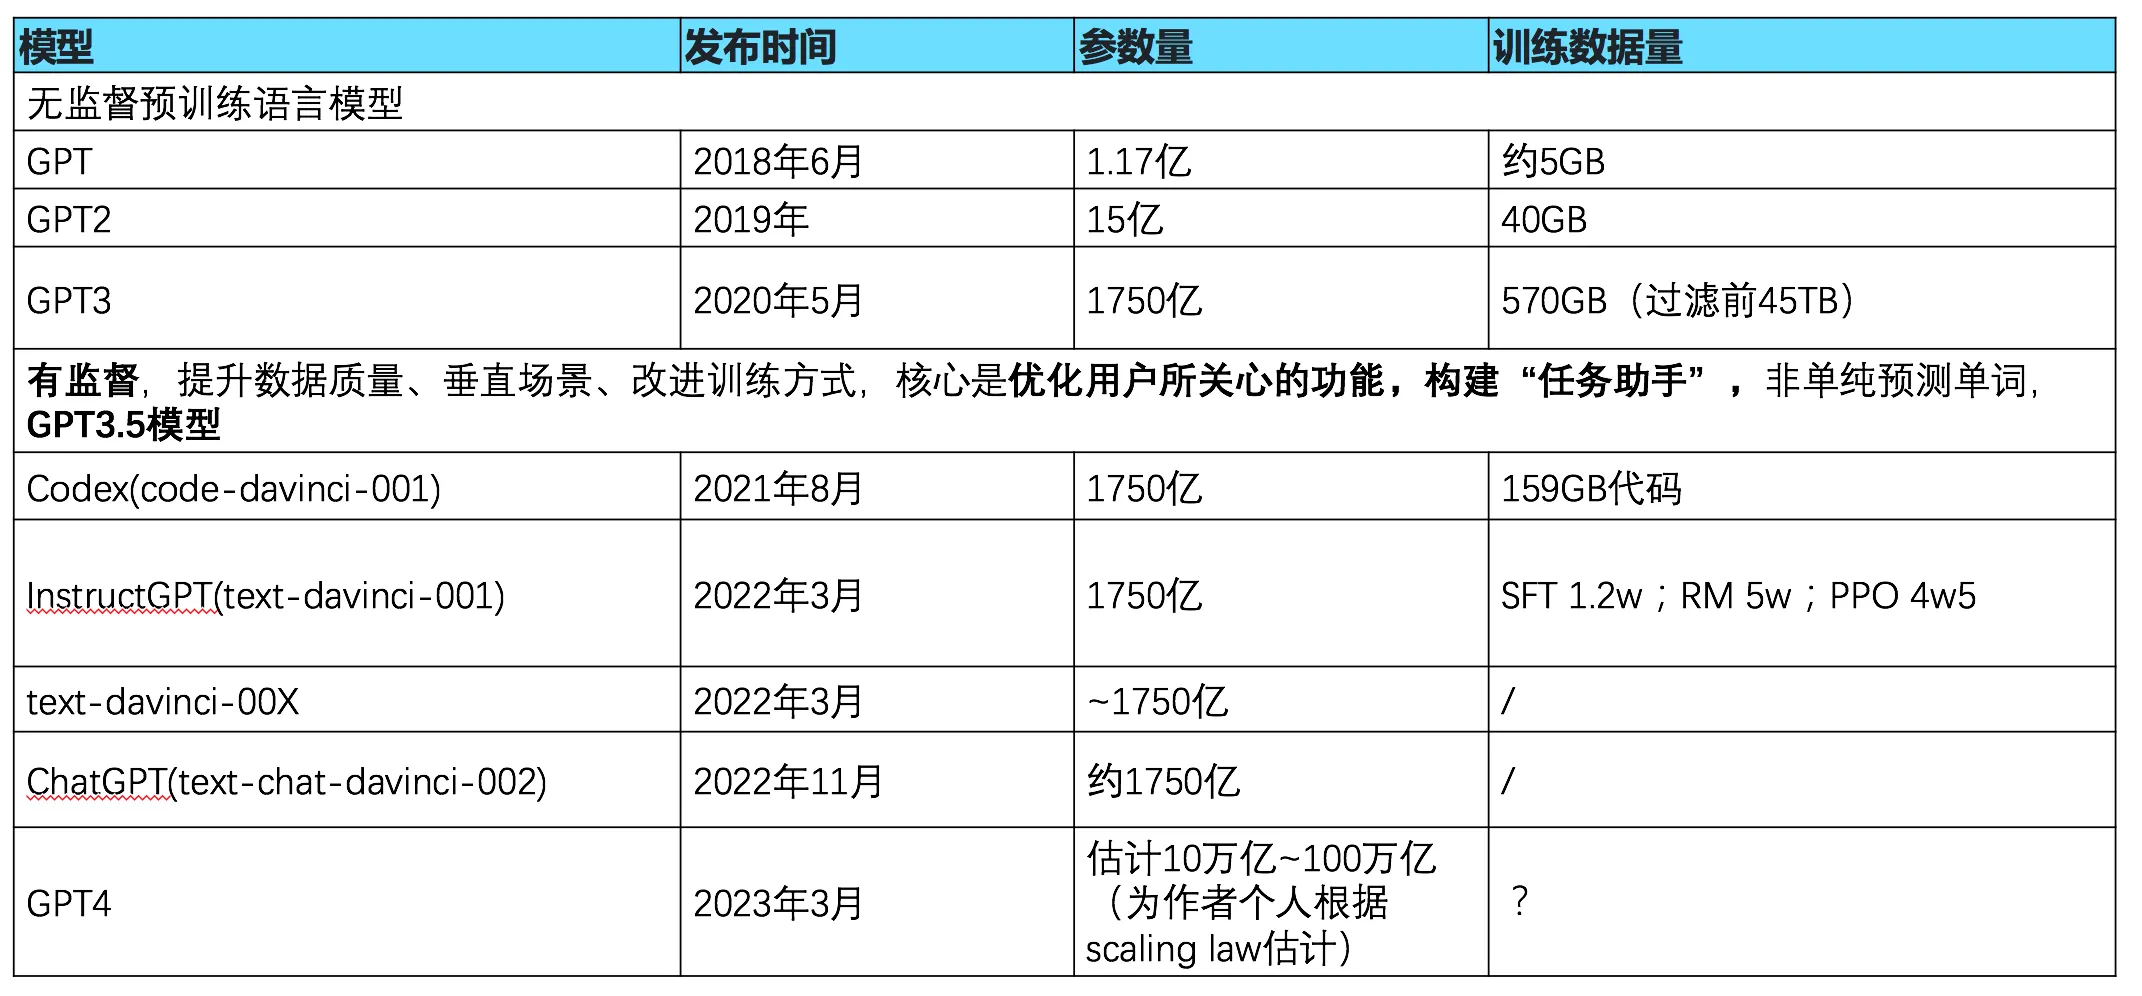 模型 发布时间 参数量 训练数据量
无监督预训练语言模型
GPT 2018年6月 1.17亿 约5GB
GPT2 2019年 15亿 40GB
GPT3 2020年5月 1750亿 570GB（过滤前45TB）
有监督，提升数据质量、垂直场景、改进训练方式，核心是优化用户所关心的功能，构建“任务助手”，非单纯预测单词，
GPT3.5模型
Codex(code-davinci-001) 2021年8月 1750亿 159GB代码
InstructGPT(text-davinci-001) 2022年3月 1750亿 SFT 1.2w；RM 5w；PPO 4w5
text-davinci-00X 2022年3月 ~1750亿 /
ChatGPT(text-chat-davinci-002) 2022年11月 约1750亿 /
GPT4 2023年3月 估计10万亿~100万亿
（为作者个人根据
scaling law估计） ？